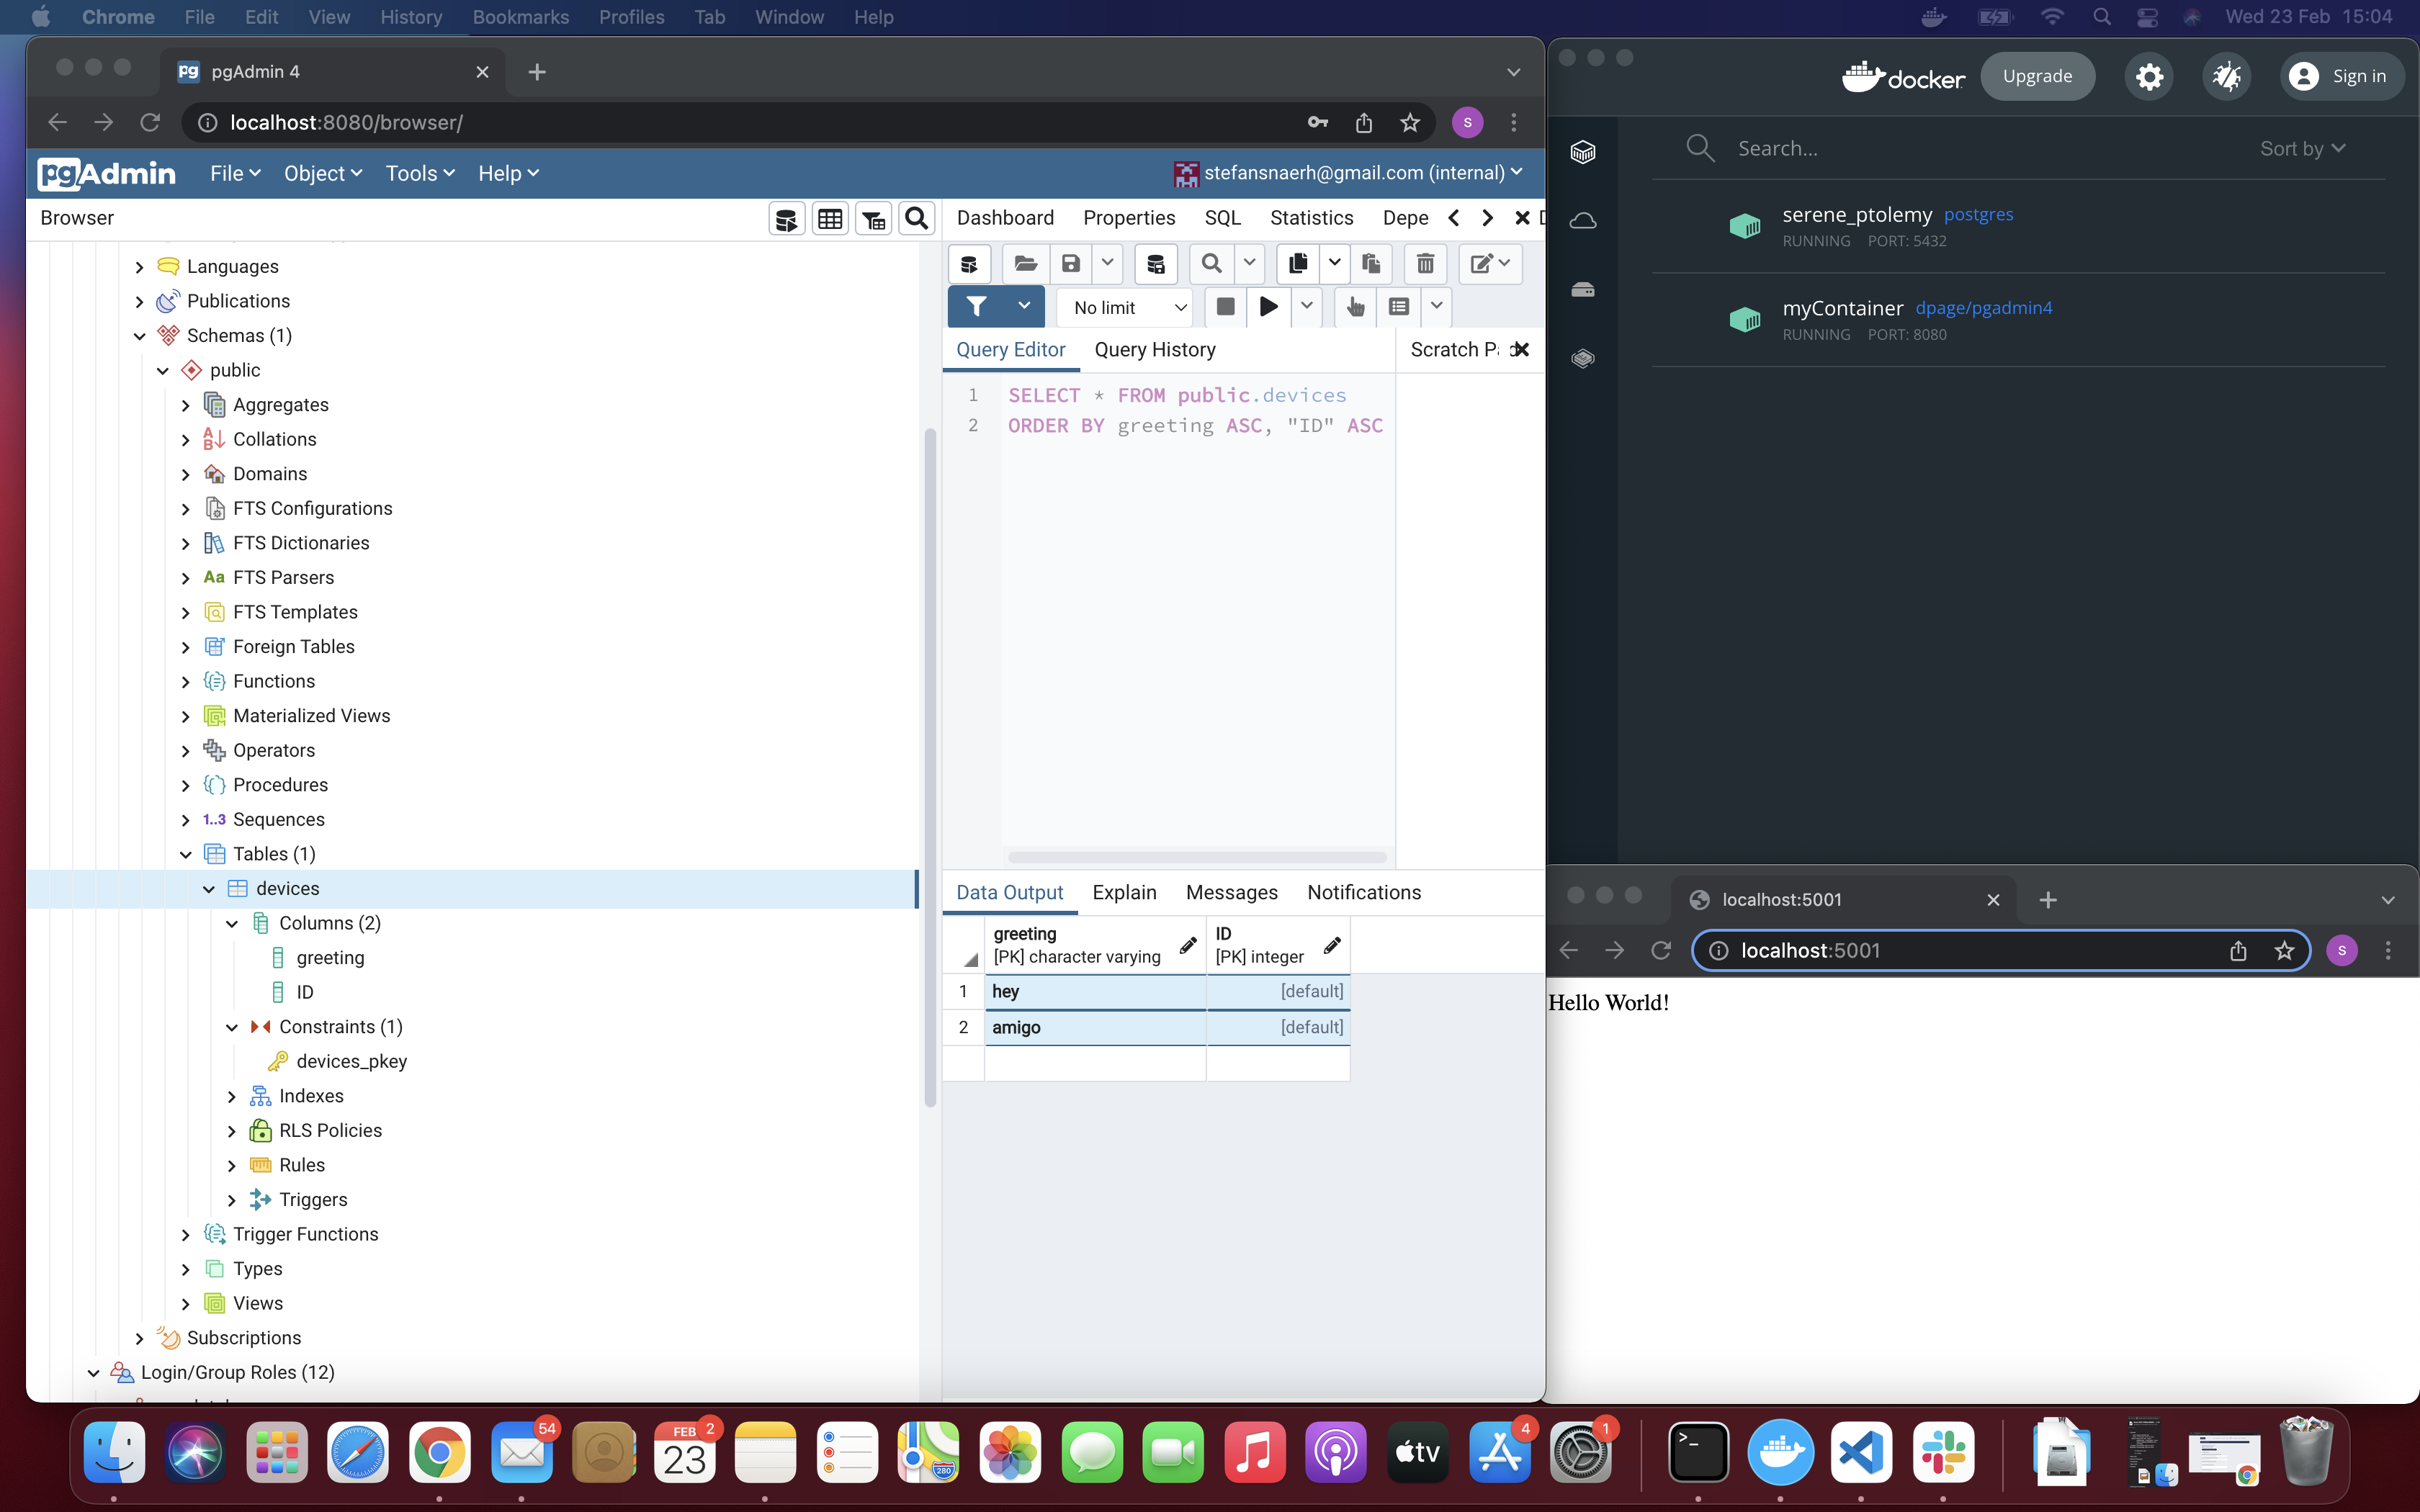 Chrome File Edit View History Bookmarks Profiles Tab Window Help
Wed 23 Feb 15:04
pgAdmin 4
localhost:8080/browser/
S
pgAdmin File Object Tools Help
stefansnaerh@gmail.com (internal)
Browser
Languages
Publications
Schemas (1)
public
Aggregates
Collations
Domains
FTS Configurations
FTS Dictionaries
Aa FTS Parsers
FTS Templates
Foreign Tables
Functions
Materialized Views
Operators
Procedures
1..3 Sequences
Tables (1)
devices
Columns (2)
greeting
ID
Constraints (1)
devices_pkey
Indexes
RLS Policies
Rules
Triggers
Trigger Functions
Types
Views
Subscriptions
Login/Group Roles (12)
Dashboard Properties SQL Statistics Depe
No limit
Query Editor Query History
Scratch P
1 SELECT * FROM public.devices
2 ORDER BY greeting ASC, "ID" ASC
Data Output Explain Messages Notifications
greeting ID
[PK] character varying [PK] integer
1 hey [default]
2 amigo [default]
docker Upgrade Sign in
Search...
Sort by
serene_ptolemy postgres
RUNNING PORT: 5432
myContainer dpage/pgadmin4
RUNNING PORT: 8080
localhost:5001
localhost:5001
S
Hello World!
54
FEB 2
23
280
tv
4
1
>_